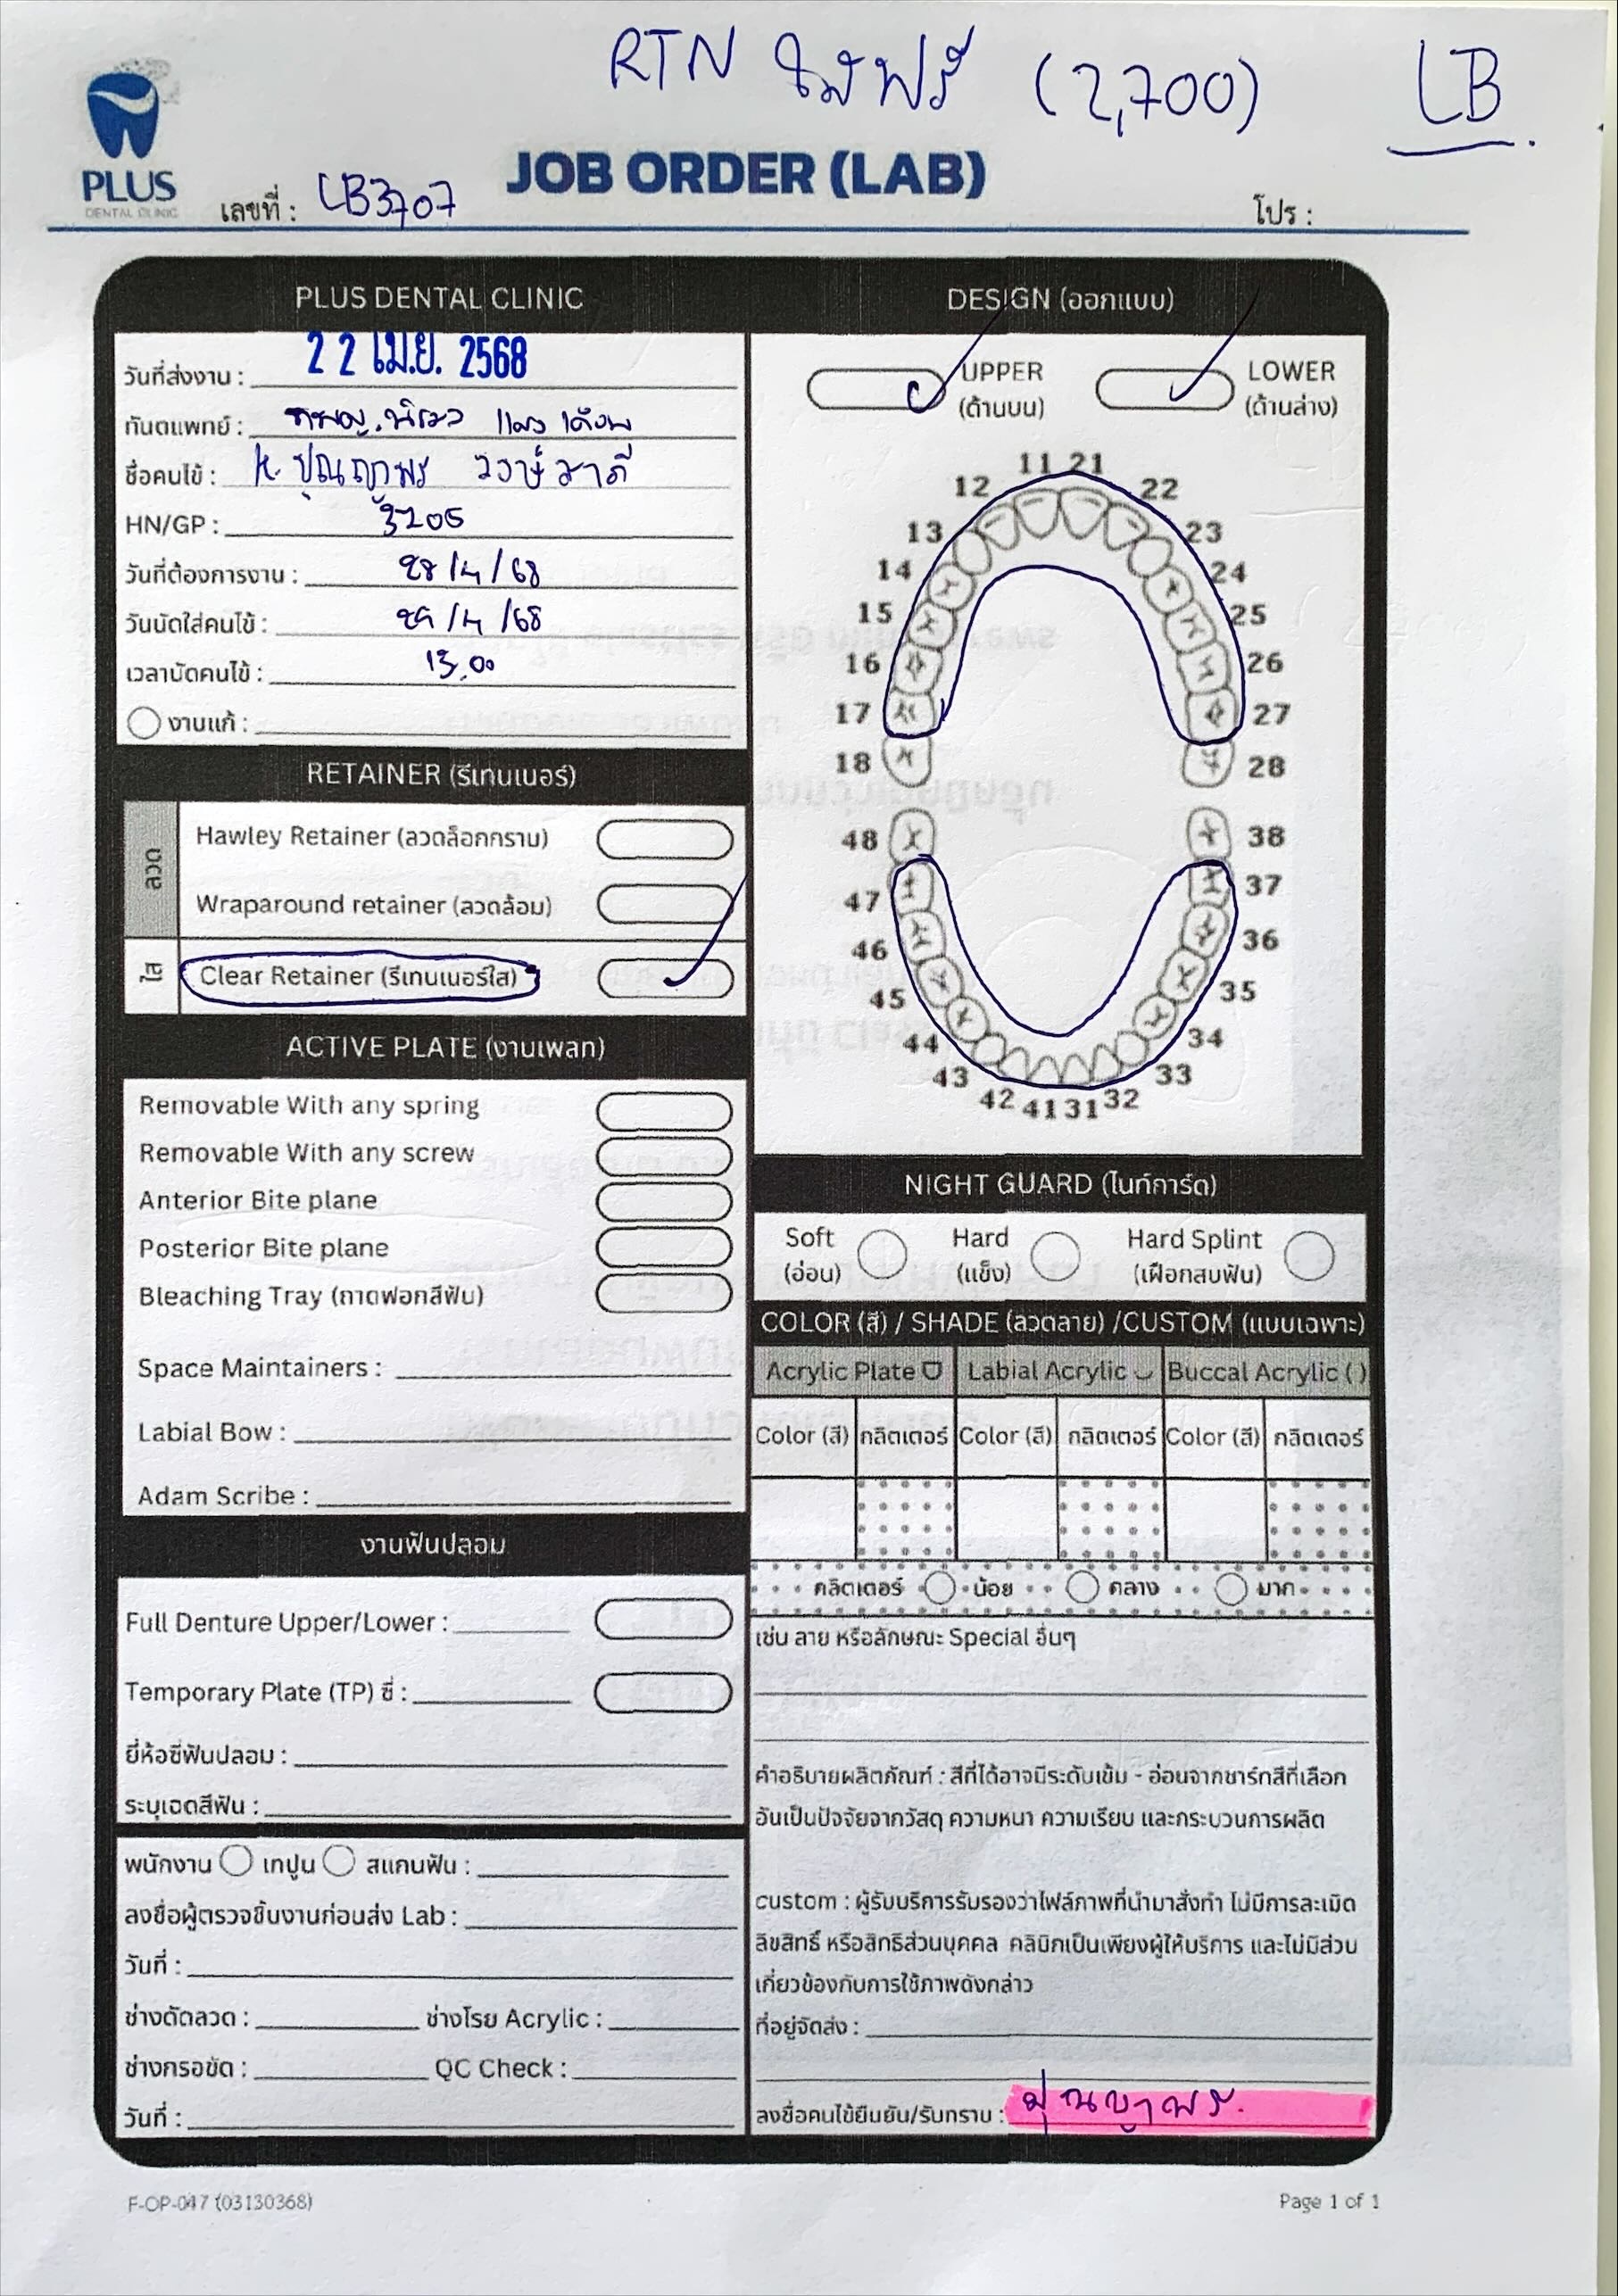 RTN ใสฟรี (2,700) LB
PLUS
DENTAL CLINIC
JOB ORDER (LAB)
เลขที่ : LB3707
โปร :
PLUS DENTAL CLINIC
วันที่ส่งงาน : 22 เม.ย. 2568
ทันตแพทย์ : ทพญ.
ชื่อคนไข้ : K. ปุณญาพร
HN/GP : 3205
วันที่ต้องการงาน : 28/4/68
วันนัดใส่คนไข้ : 29/4/68
เวลานัดคนไข้ : 13.00
งานแก้ :
RETAINER (รีเทนเนอร์)
ลวด
Hawley Retainer (ลวดล็อกกราม)
Wraparound retainer (ลวดล้อม)
ใส
Clear Retainer (รีเทนเนอร์ใส)
ACTIVE PLATE (งานเพลท)
Removable With any spring
Removable With any screw
Anterior Bite plane
Posterior Bite plane
Bleaching Tray (ถาดฟอกสีฟัน)
Space Maintainers :
Labial Bow :
Adam Scribe :
งานฟันปลอม
Full Denture Upper/Lower :
Temporary Plate (TP) ซี่ :
ยี่ห้อซี่ฟันปลอม :
ระบุเฉดสีฟัน :
พนักงาน เทปูน สแกนฟัน :
ลงชื่อผู้ตรวจชิ้นงานก่อนส่ง Lab :
วันที่ :
ช่างดัดลวด : ช่างโรย Acrylic :
ช่างกรอขัด : QC Check :
วันที่ :
DESIGN (ออกแบบ)
UPPER
(ด้านบน)
LOWER
(ด้านล่าง)
11 21
12 22
13 23
14 24
15 25
16 26
17 27
18 28
48 38
47 37
46 36
45 35
44 34
43 33
42 41 31 32
NIGHT GUARD (ไนท์การ์ด)
Soft
(อ่อน)
Hard
(แข็ง)
Hard Splint
(เฝือกสบฟัน)
COLOR (สี) / SHADE (ลวดลาย) /CUSTOM (แบบเฉพาะ)
Acrylic Plate Labial Acrylic Buccal Acrylic ( )
Color (สี) กลิตเตอร์ Color (สี) กลิตเตอร์ Color (สี) กลิตเตอร์
กลิตเตอร์ น้อย กลาง มาก
เช่น ลาย หรือลักษณะ Special อื่นๆ
คำอธิบายผลิตภัณฑ์ : สีที่ได้อาจมีระดับเข้ม - อ่อนจากชาร์ทสีที่เลือก
อันเป็นปัจจัยจากวัสดุ ความหนา ความเรียบ และกระบวนการผลิต
custom : ผู้รับบริการรับรองว่าไฟล์ภาพที่นำมาสั่งทำ ไม่มีการละเมิด
ลิขสิทธิ์ หรือสิทธิส่วนบุคคล คลินิกเป็นเพียงผู้ให้บริการ และไม่มีส่วน
เกี่ยวข้องกับการใช้ภาพดังกล่าว
ที่อยู่จัดส่ง :
ลงชื่อคนไข้ยืนยัน/รับทราบ : ปุณญาพร.
F-OP-047 (03130368)
Page 1 of 1